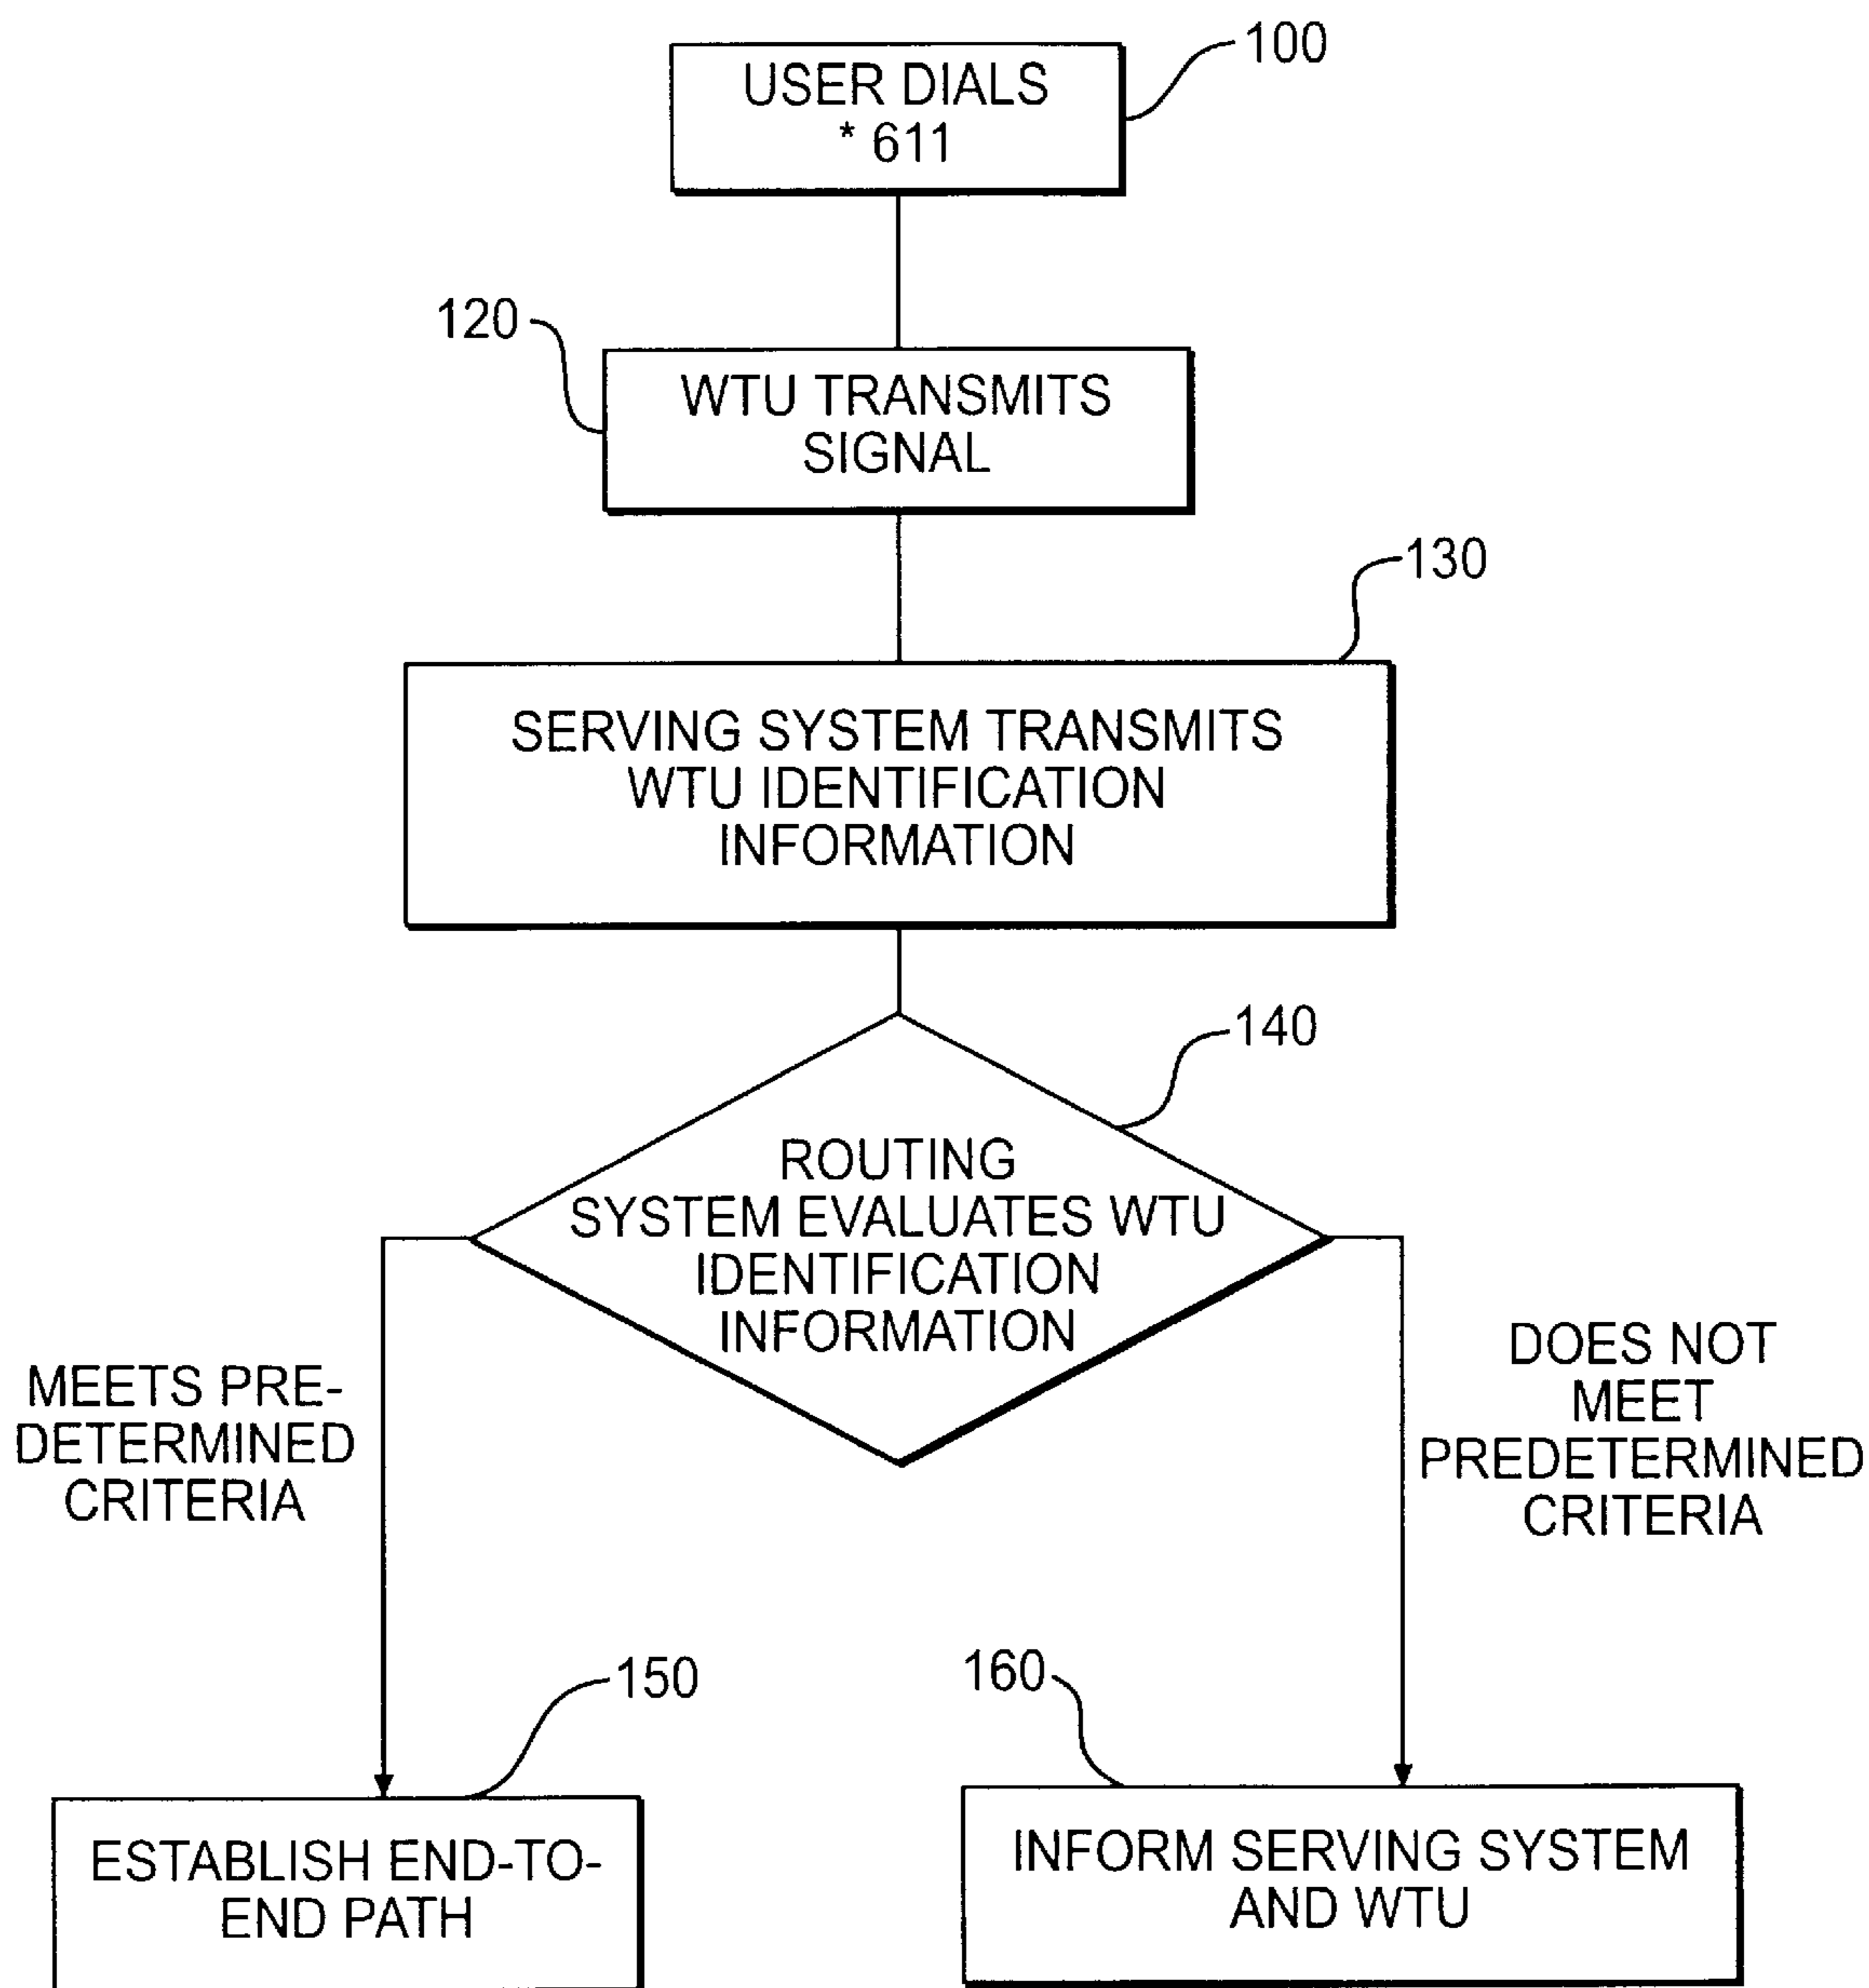 100
USER DIALS
* 611
120
WTU TRANSMITS
SIGNAL
130
SERVING SYSTEM TRANSMITS
WTU IDENTIFICATION
INFORMATION
140
ROUTING
SYSTEM EVALUATES WTU
IDENTIFICATION
INFORMATION
MEETS PRE-
DETERMINED
CRITERIA
DOES NOT
MEET
PREDETERMINED
CRITERIA
150
160
ESTABLISH END-TO-
END PATH
INFORM SERVING SYSTEM
AND WTU